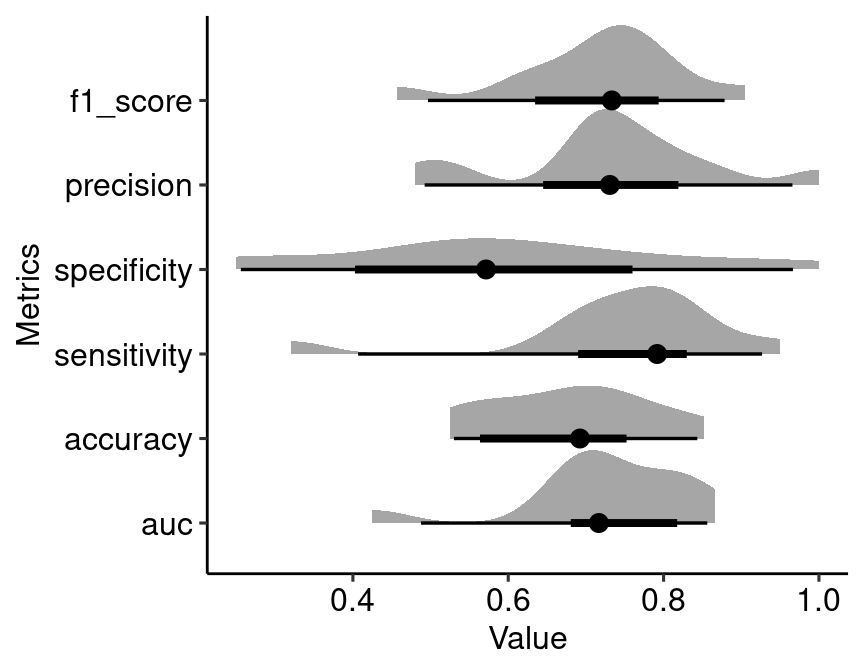 f1_score
precision
specificity
sensitivity
accuracy
auc
Metrics
0.4 0.6 0.8 1.0
Value